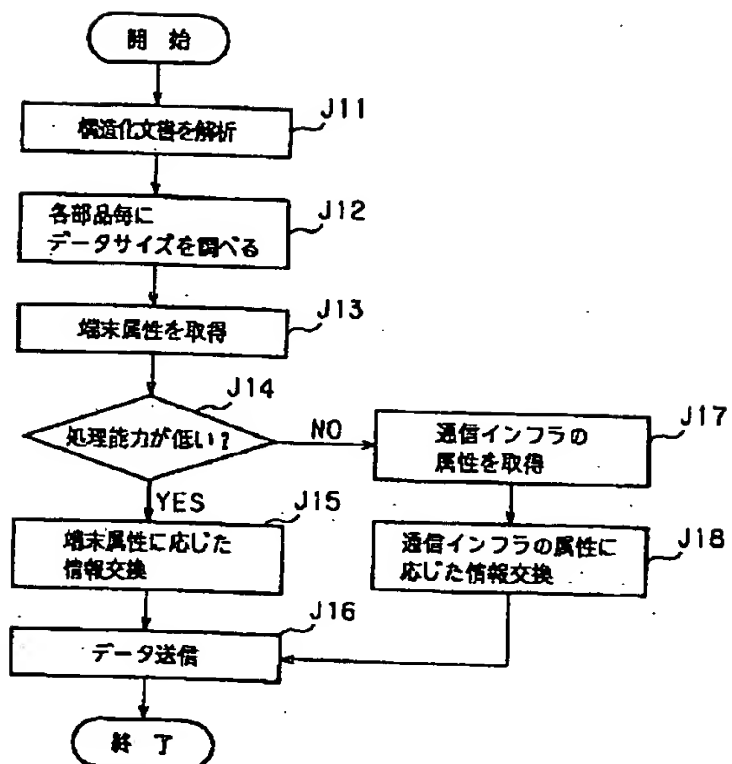 開始
構造化文書を解析
J11
各部品毎に
データサイズを調べる
J12
端末属性を取得
J13
処理能力が低い?
J14
NO
YES
通信インフラの
属性を取得
J17
端末属性に応じた
情報交換
J15
通信インフラの属性に
応じた情報交換
J18
データ送信
J16
終了